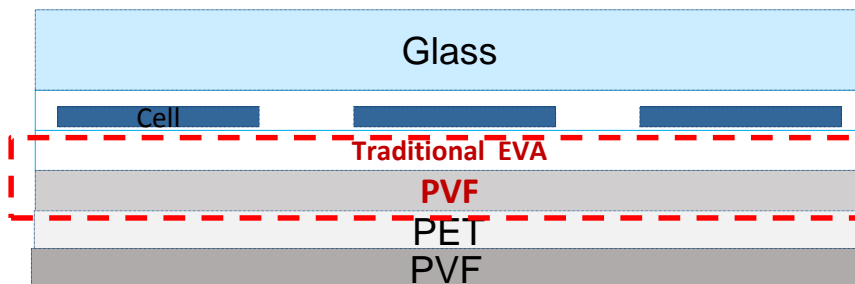 Glass
Cell
Traditional EVA
PVF
PET
PVF